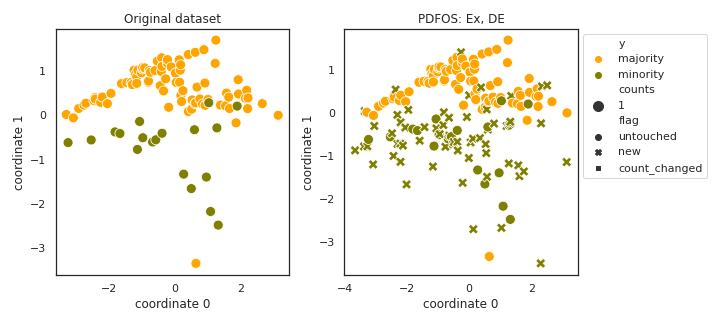 Original dataset
coordinate 1
1
0
−1
−2
−3
−2
0
2
coordinate 0
PDFOS: Ex, DE
coordinate 1
1
0
−1
−2
−3
−4
−2
0
2
coordinate 0
y
majority
minority
counts
1
flag
untouched
new
count_changed